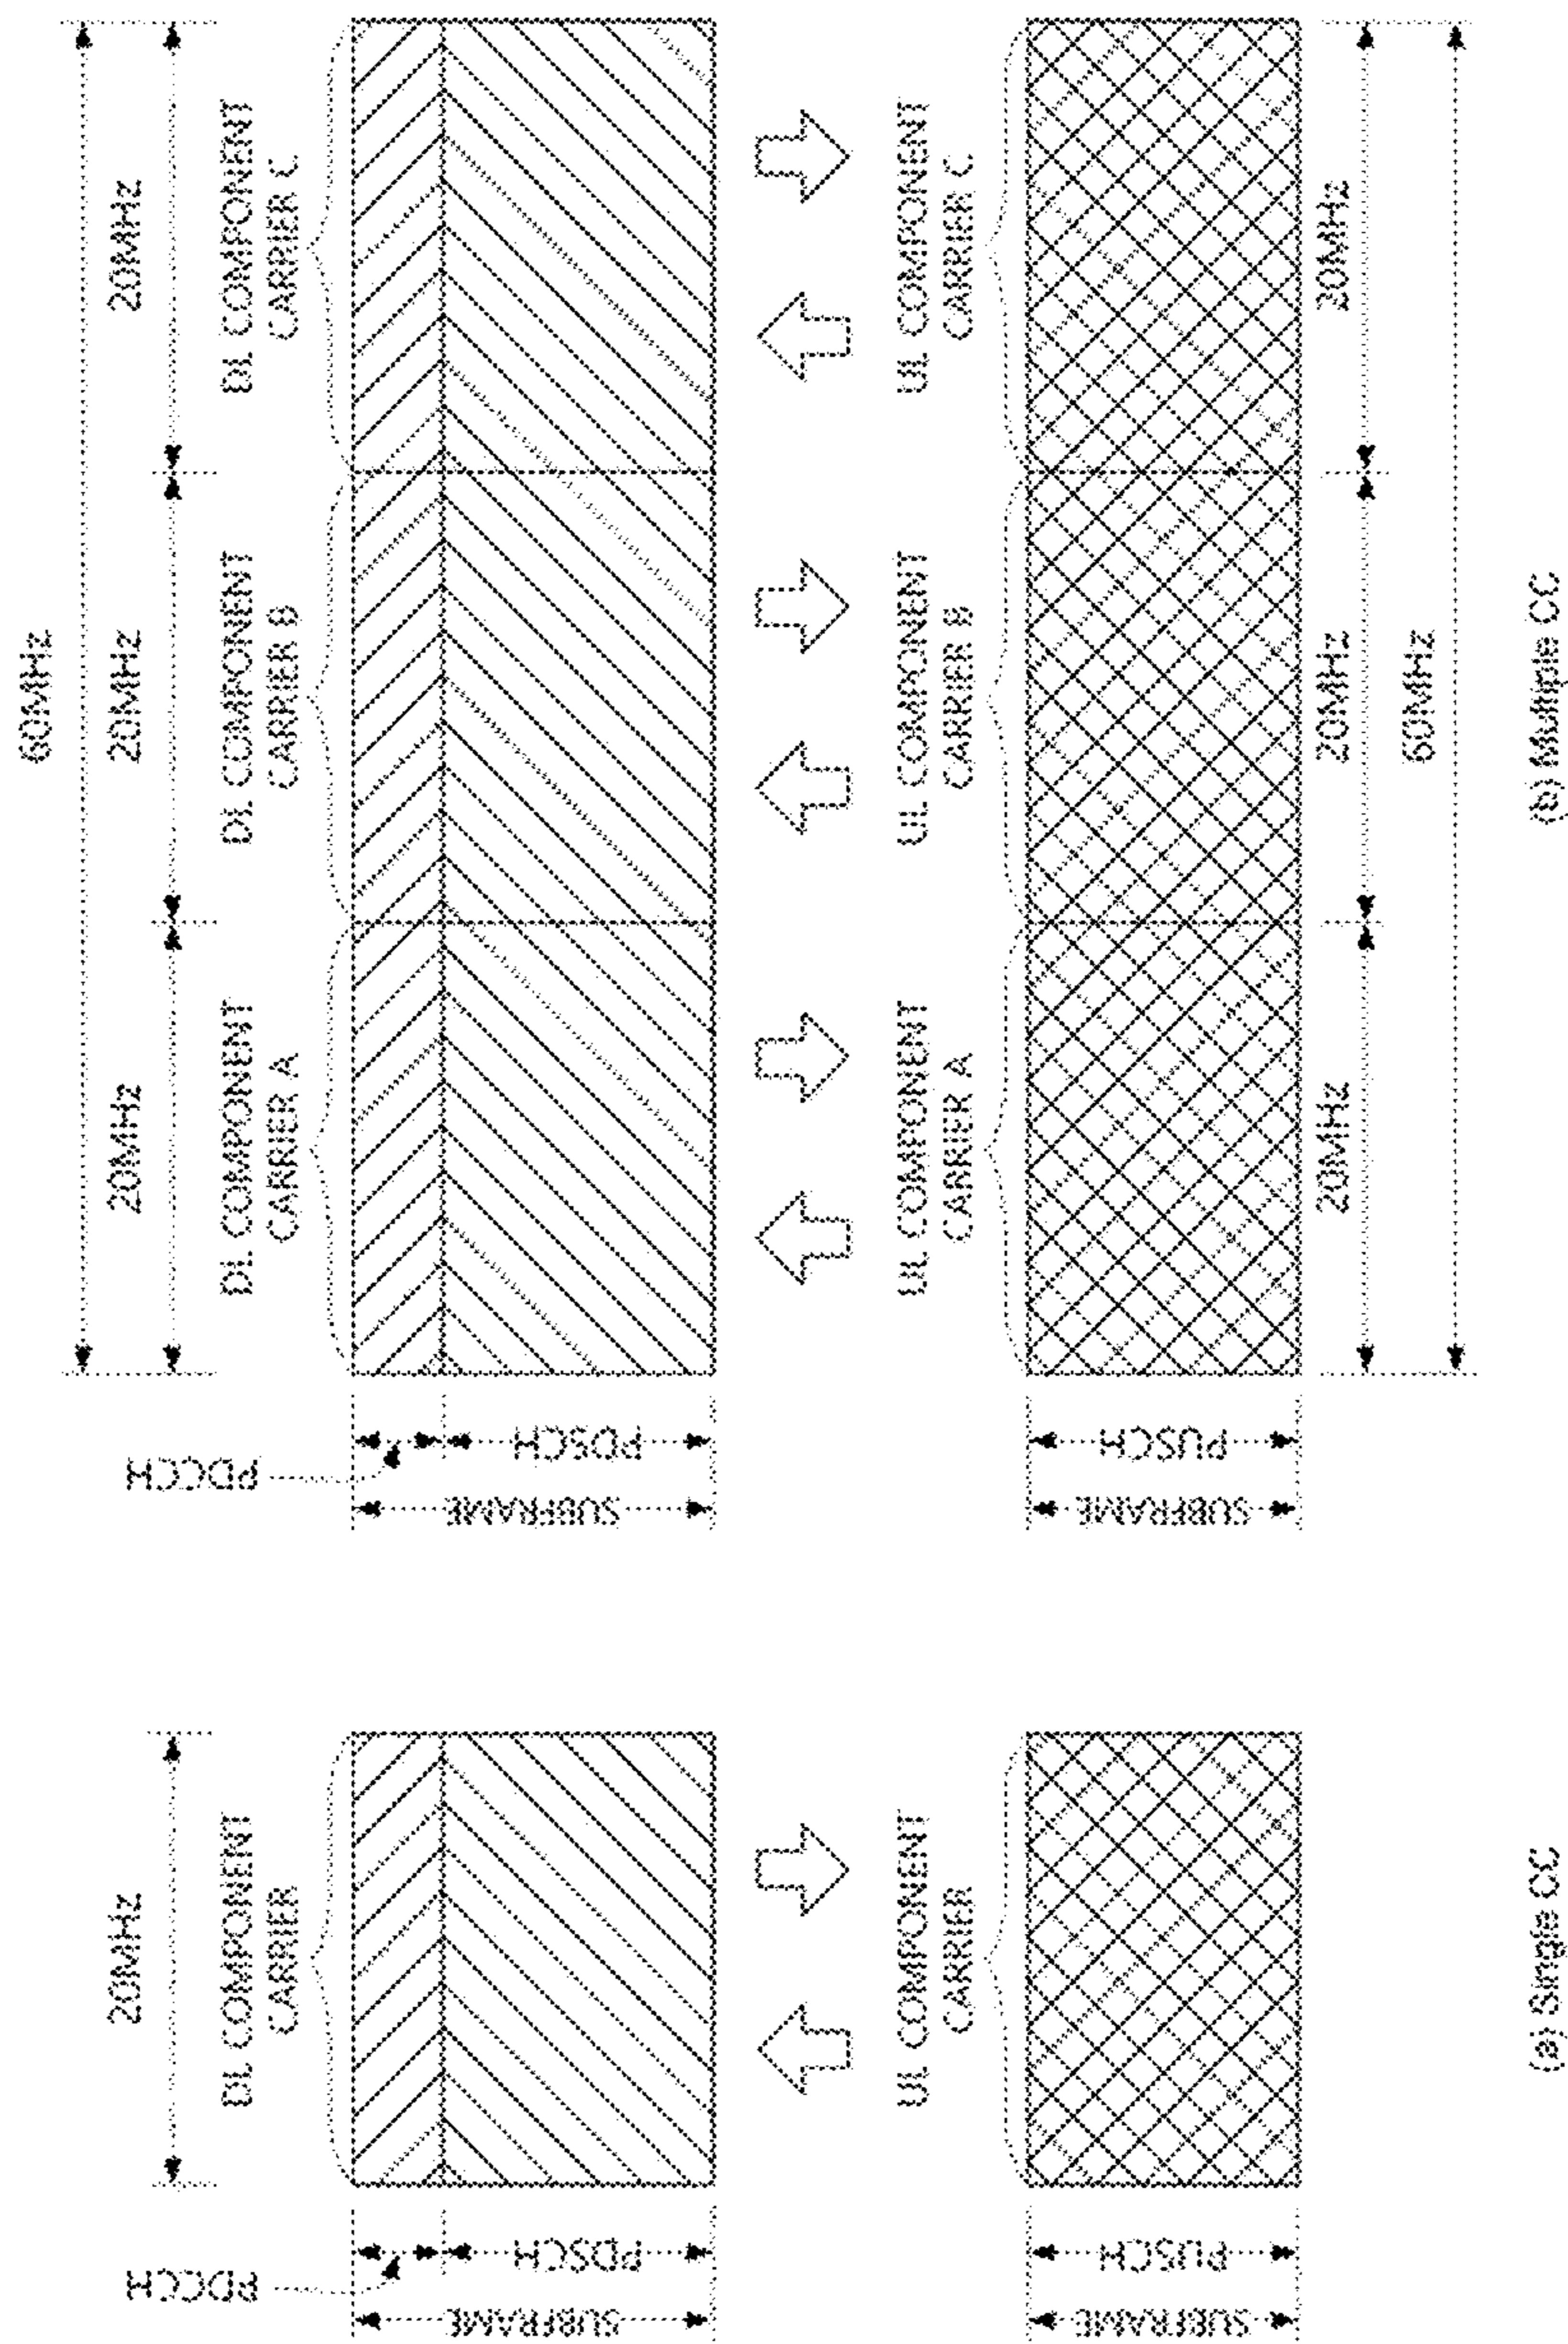 20MHz
DL COMPONENT
CARRIER
PDCCH
PDSCH
SUBFRAME
UL COMPONENT
CARRIER
PUSCH
SUBFRAME
(a) Single CC
60MHz
20MHz
20MHz
20MHz
DL COMPONENT
CARRIER A
DL COMPONENT
CARRIER B
DL COMPONENT
CARRIER C
PDCCH
PDSCH
SUBFRAME
UL COMPONENT
CARRIER A
UL COMPONENT
CARRIER B
UL COMPONENT
CARRIER C
PUSCH
SUBFRAME
20MHz
20MHz
20MHz
60MHz
(b) Multiple CC